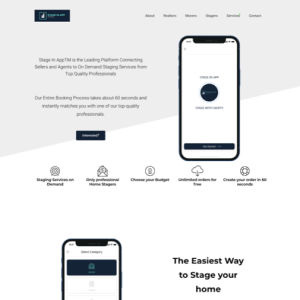 STAGE IN APP
About
Realtors
Movers
Stagers
Services
Contact
Stage In AppTM is the Leading Platform Connecting
Sellers and Agents to On Demand Staging Services from
Top Quality Professionals
Our Entire Booking Process takes about 60 seconds and
instantly matches you with one of our top quality
professionals
Interested?
STAGE IN APP
Staging Services on
Demand
Only professional
Home Stagers
Choose your Budget
Unlimited orders for
Free
Create your order in 60
seconds
Select Category
The Easiest Way
to Stage your
home